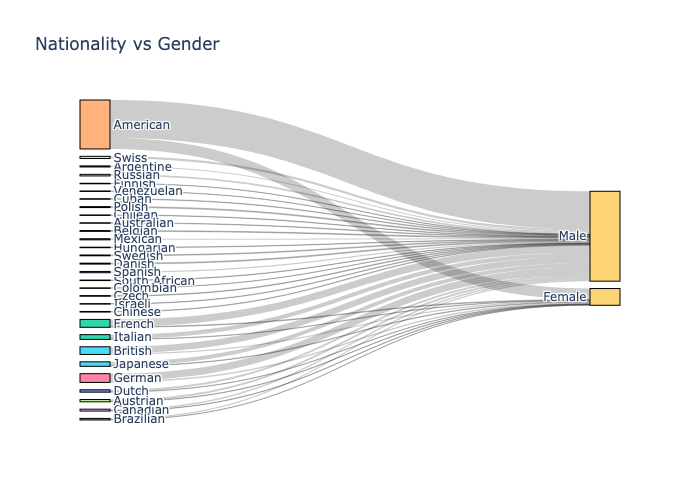 Nationality vs Gender
American
Swiss
Argentine
Russian
Finnish
Venezuelan
Cuban
Polish
Chilean
Australian
Belgian
Mexican
Hungarian
Swedish
Danish
Spanish
South African
Colombian
Czech
Israeli
Chinese
French
Italian
British
Japanese
German
Dutch
Austrian
Canadian
Brazilian
Male
Female